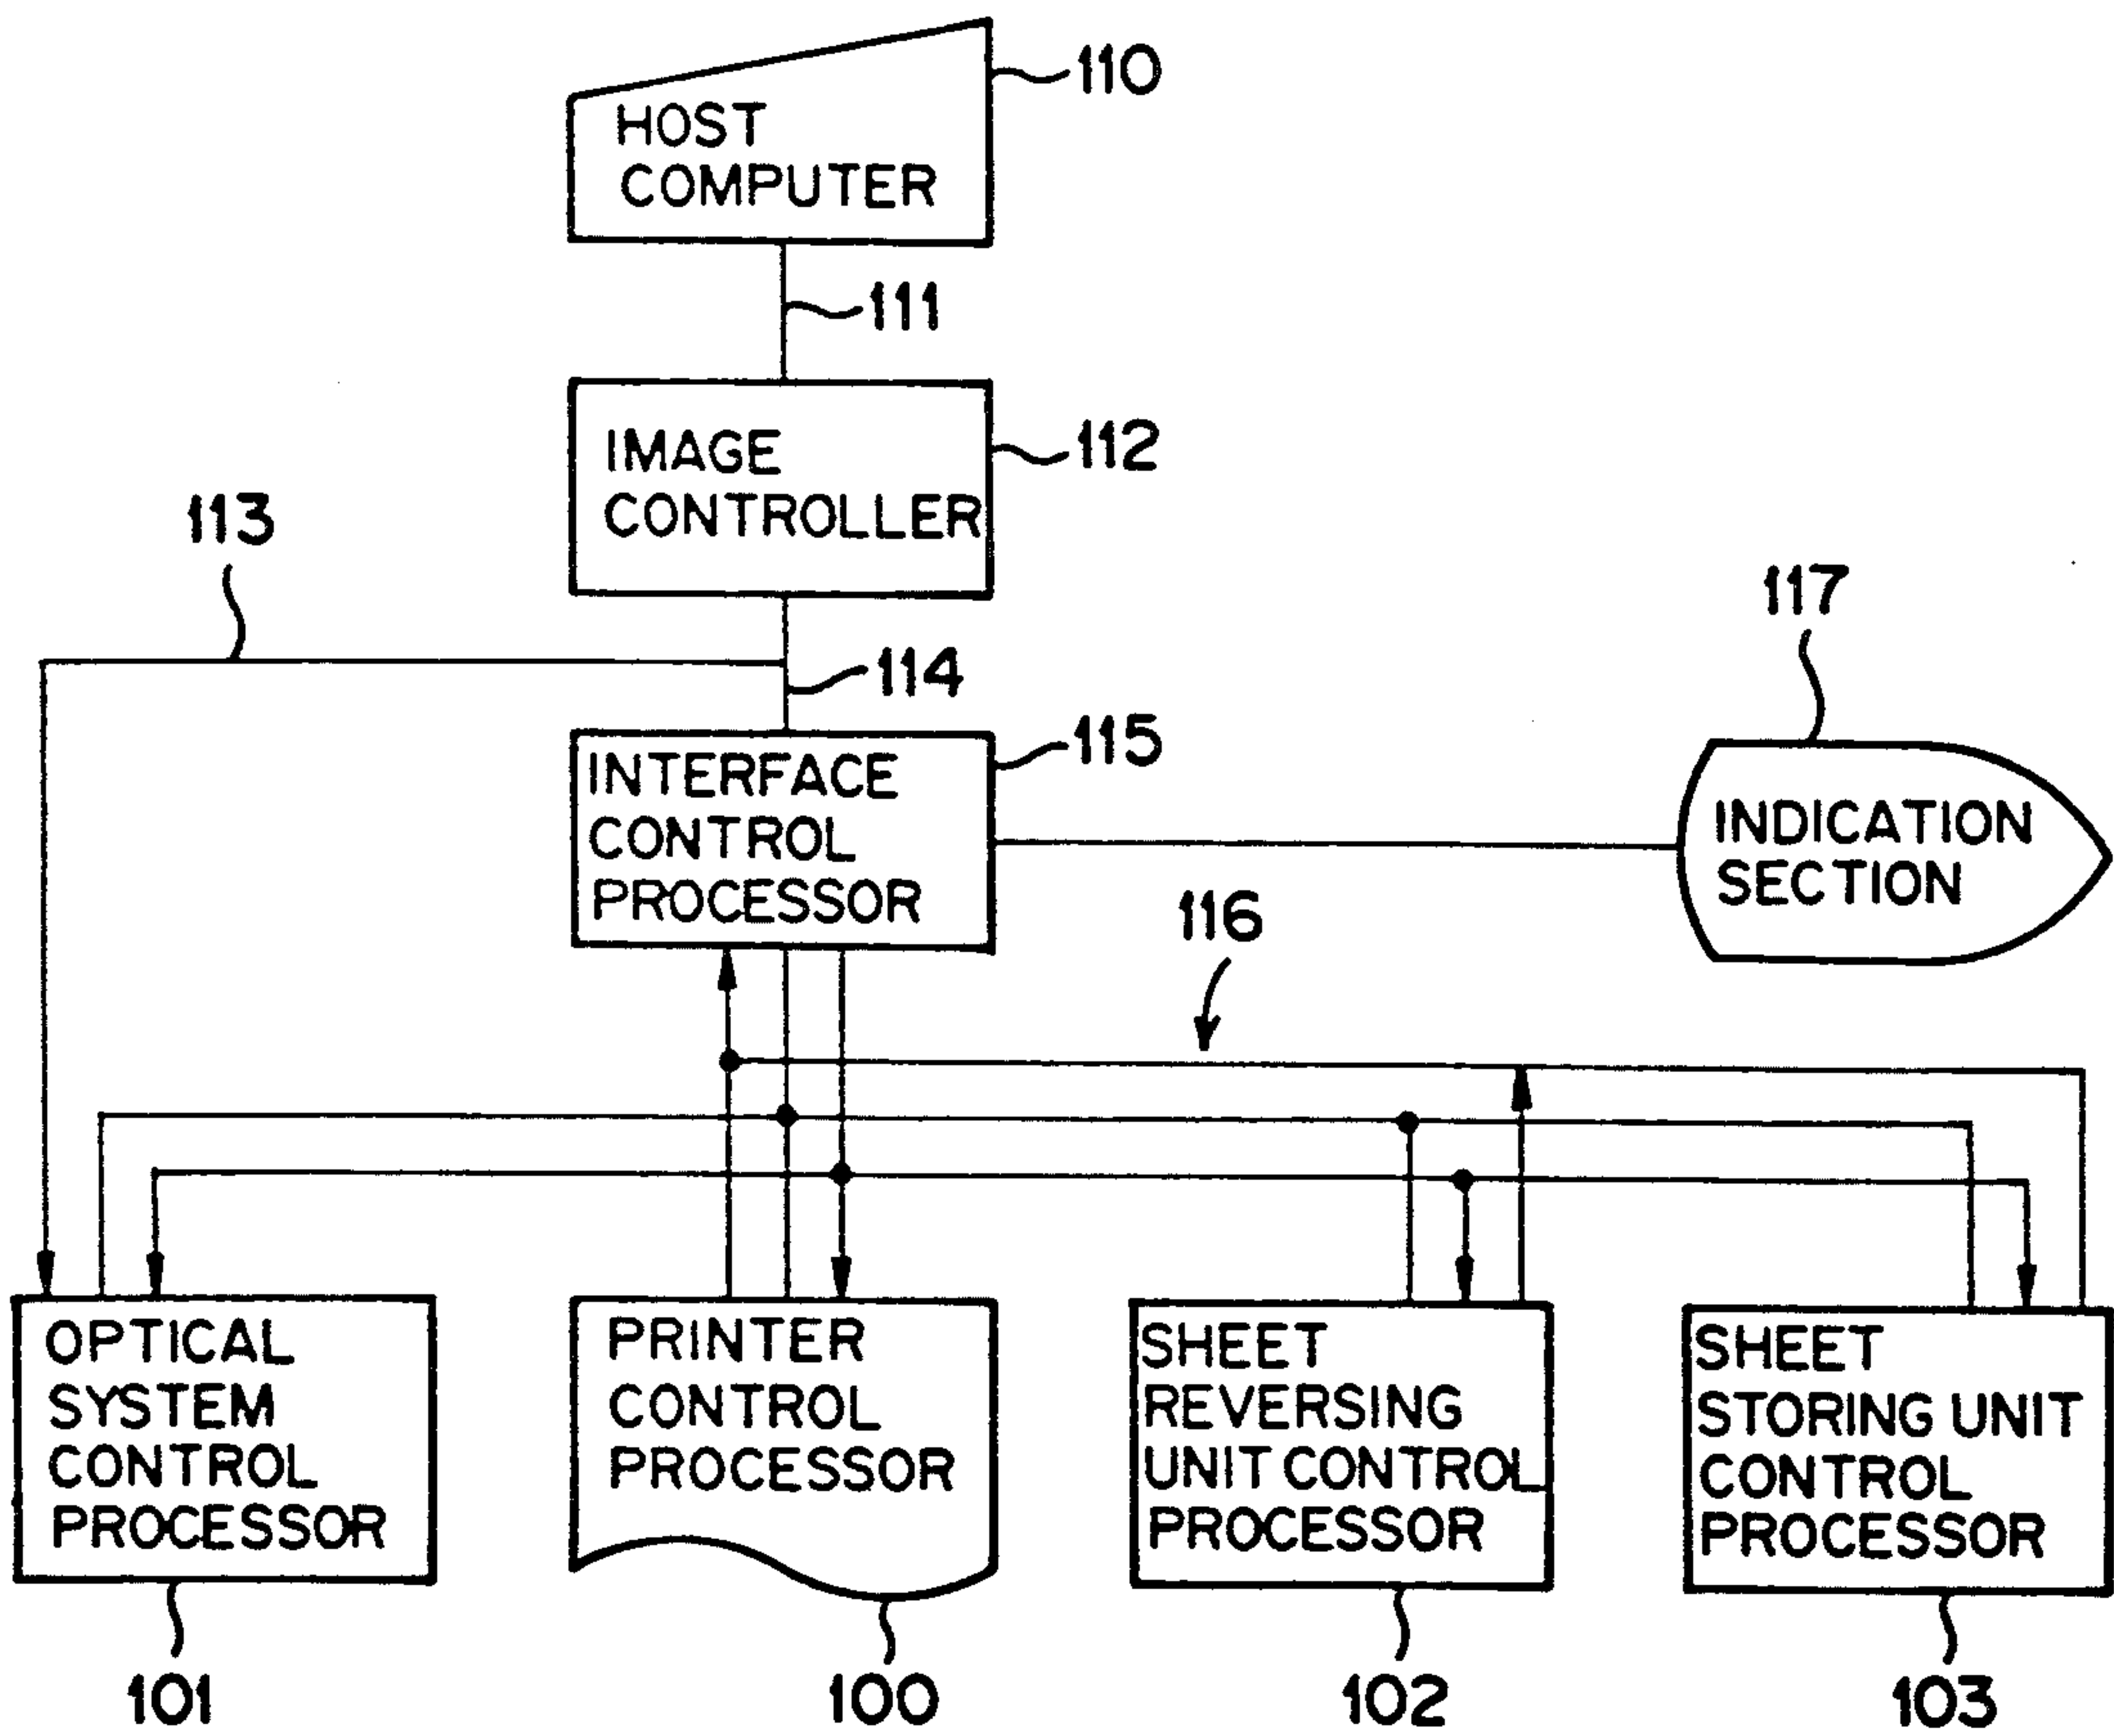 HOST
COMPUTER
110
111
IMAGE
CONTROLLER
112
113
114
117
INTERFACE
CONTROL
PROCESSOR
115
INDICATION
SECTION
116
OPTICAL
SYSTEM
CONTROL
PROCESSOR
PRINTER
CONTROL
PROCESSOR
SHEET
REVERSING
UNIT CONTROL
PROCESSOR
SHEET
STORING UNIT
CONTROL
PROCESSOR
101
100
102
103